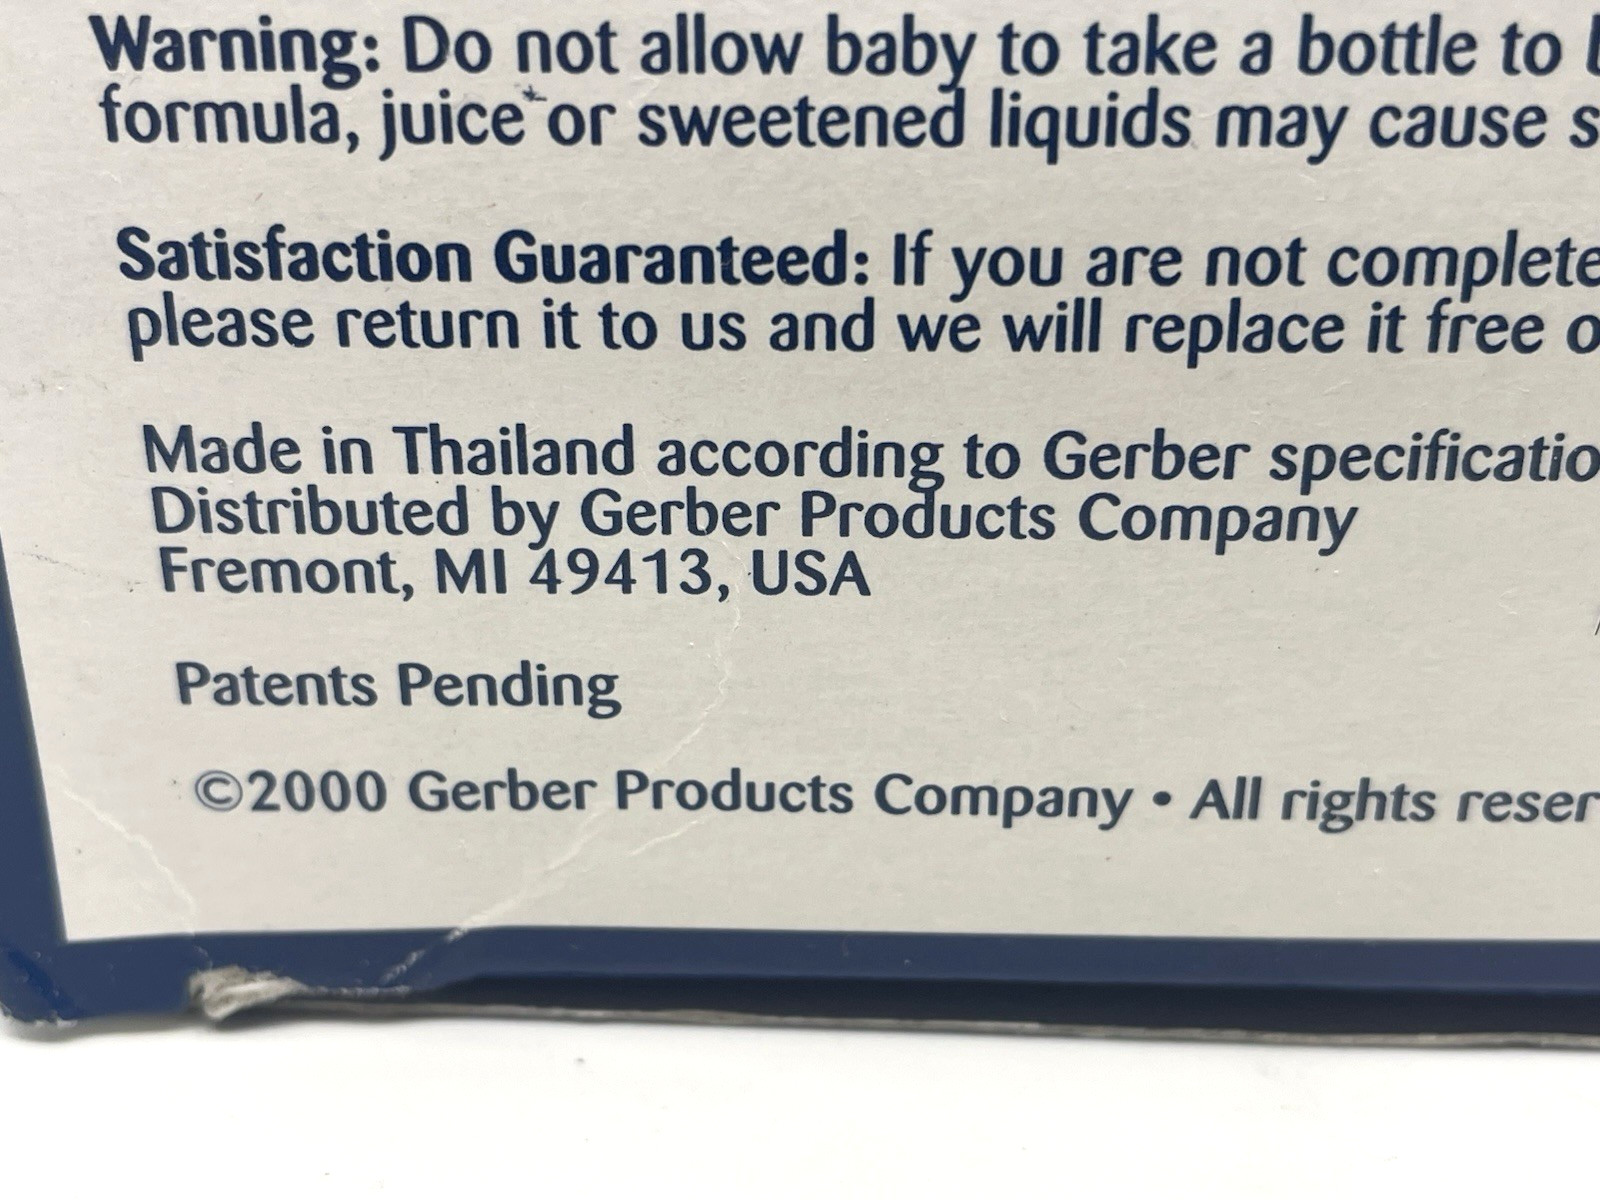 Warning: Do not allow baby to take a bottle to
formula, juice or sweetened liquids may cause
Satisfaction Guaranteed: If you are not complete
please return it to us and we will replace it free
Made in Thailand according to Gerber specificatio
Distributed by Gerber Products Company
Fremont, MI 49413, USA
Patents Pending
©2000 Gerber Products Company • All rights reser